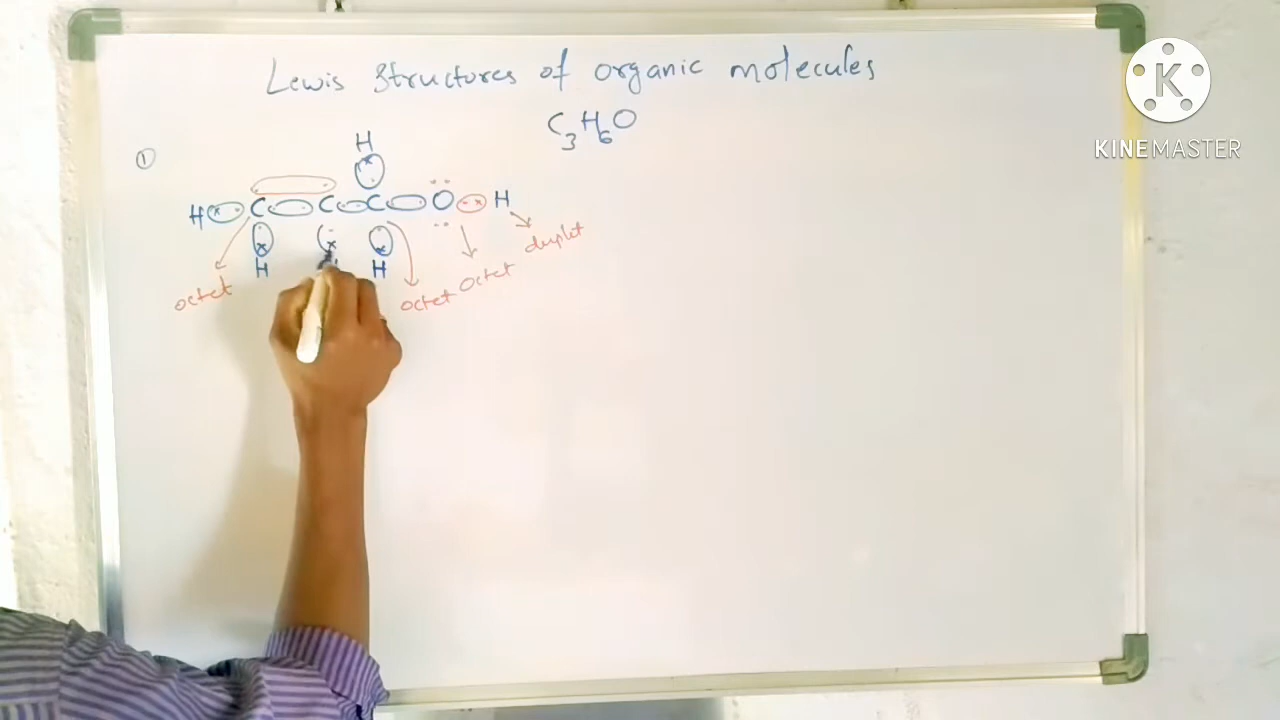 Lewis Structures of organic molecules
C3H6O
①
H
H C C C O H
H H
octet octet octet duplet
K
KINEMASTER